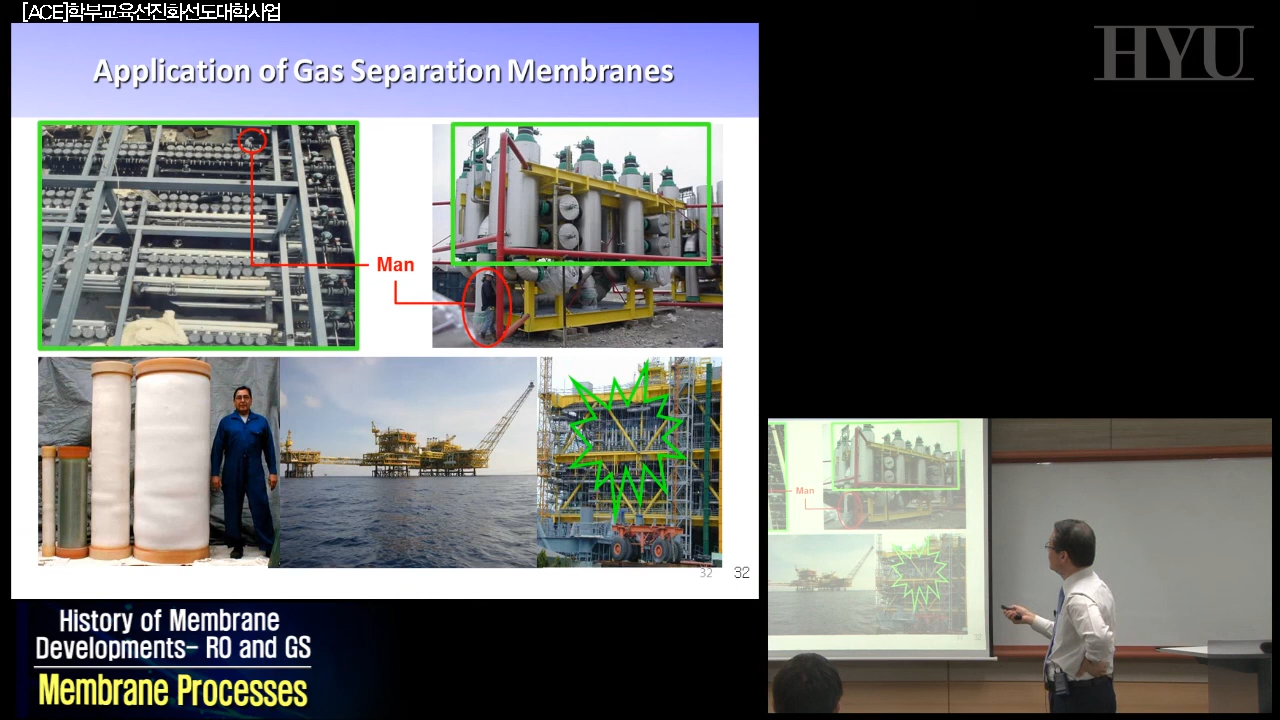 [ACE]학부교육선진화선도대학사업
Application of Gas Separation Membranes
HYU
Man
32
32
History of Membrane
Developments- RO and GS
Membrane Processes
Man